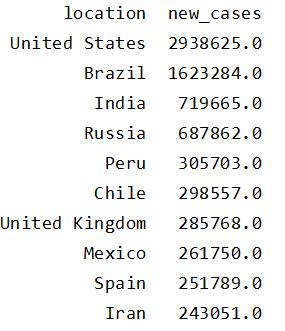 location new_cases
United States 2938625.0
Brazil 1623284.0
India 719665.0
Russia 687862.0
Peru 305703.0
Chile 298557.0
United Kingdom 285768.0
Mexico 261750.0
Spain 251789.0
Iran 243051.0